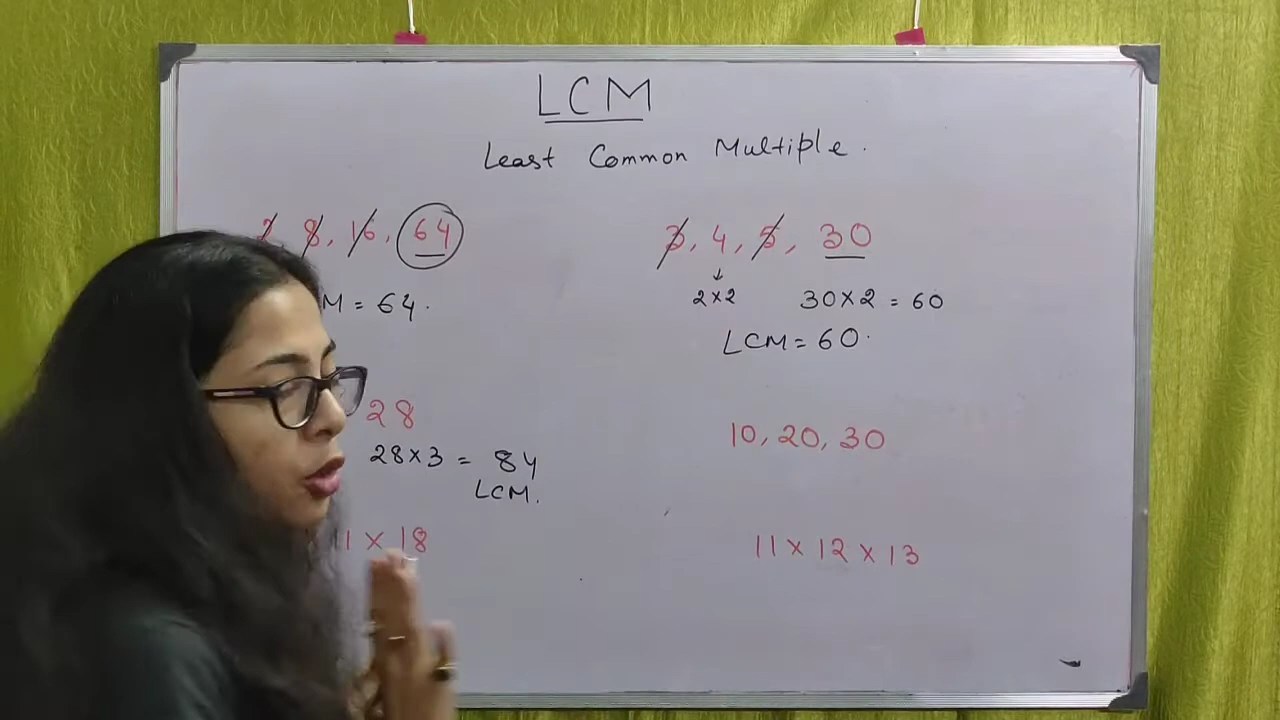 LCM
Least Common Multiple.
2, 8, 16, 64
M = 64.
28
28 × 3 = 84
LCM.
11 × 18
3, 4, 5, 30
↓
2×2 30×2 = 60
LCM = 60.
10, 20, 30
11 × 12 × 13